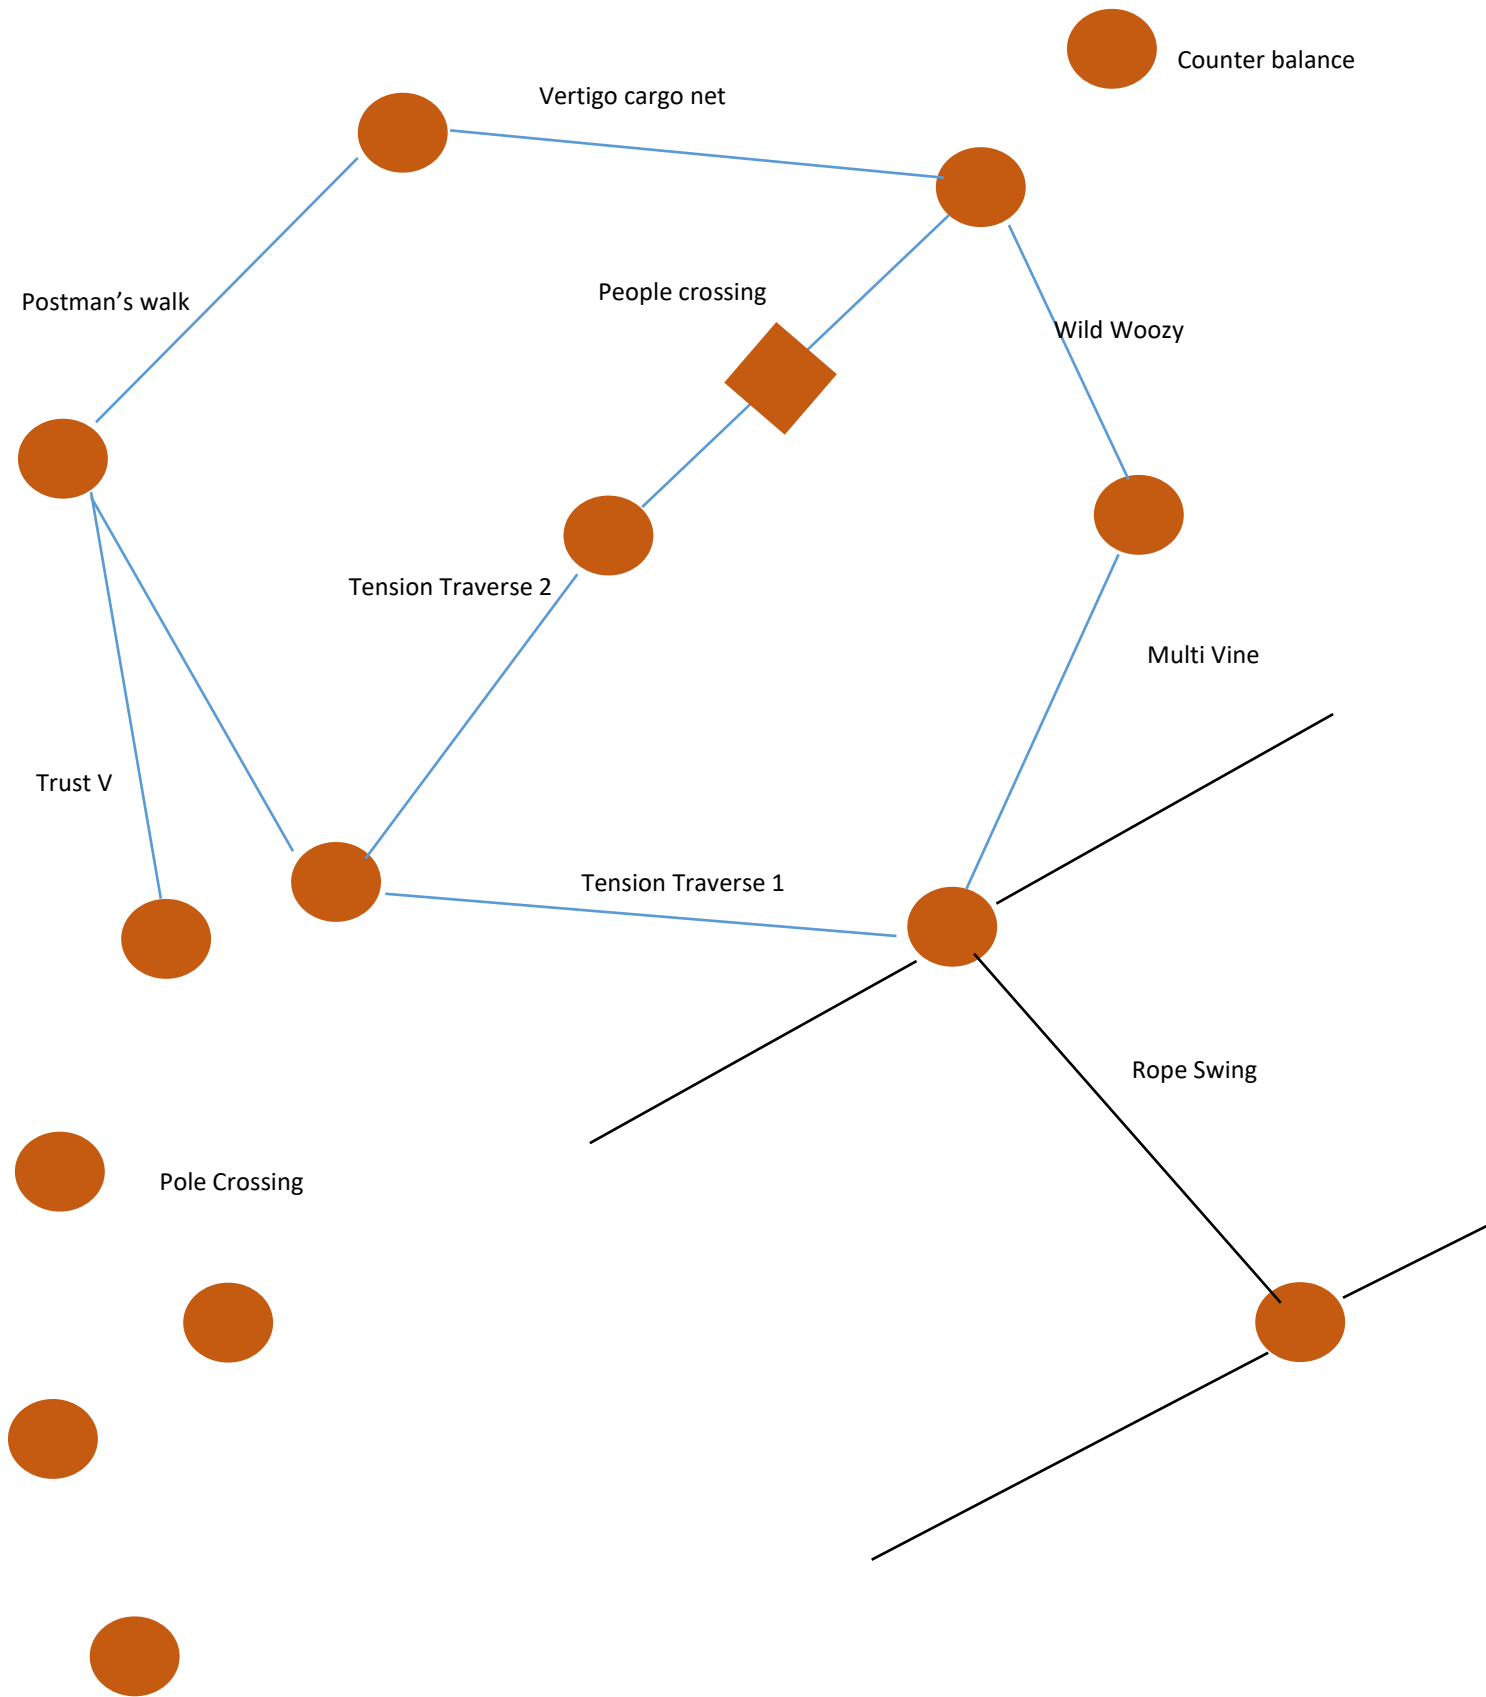 Counter balance
Vertigo cargo net
People crossing
Postman’s walk
Wild Woozy
Tension Traverse 2
Multi Vine
Trust V
Tension Traverse 1
Rope Swing
Pole Crossing